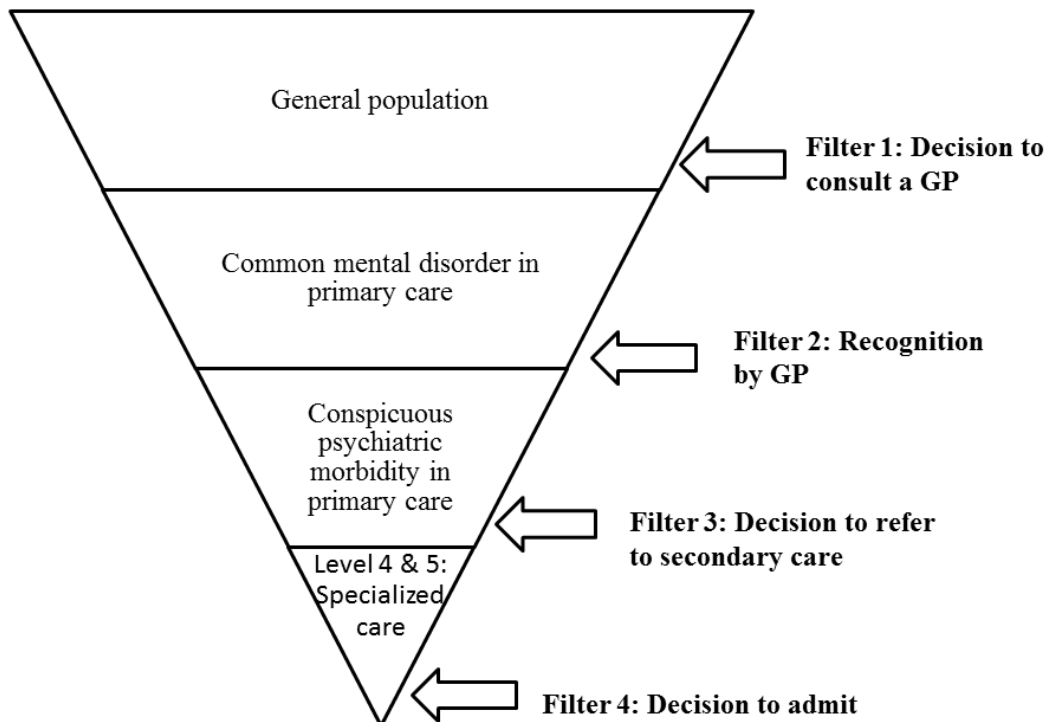 General population
Filter 1: Decision to
consult a GP
Common mental disorder in
primary care
Filter 2: Recognition
by GP
Conspicuous
psychiatric
morbidity in
primary care
Filter 3: Decision to refer
to secondary care
Level 4 & 5:
Specialized
care
Filter 4: Decision to admit